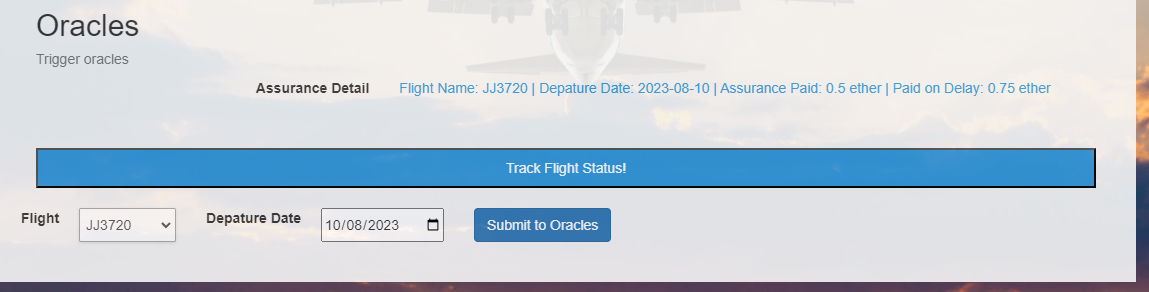 Oracles
Trigger oracles
Assurance Detail Flight Name: JJ3720 | Depature Date: 2023-08-10 | Assurance Paid: 0.5 ether | Paid on Delay: 0.75 ether
Track Flight Status!
Flight JJ3720 Depature Date 10/08/2023 Submit to Oracles